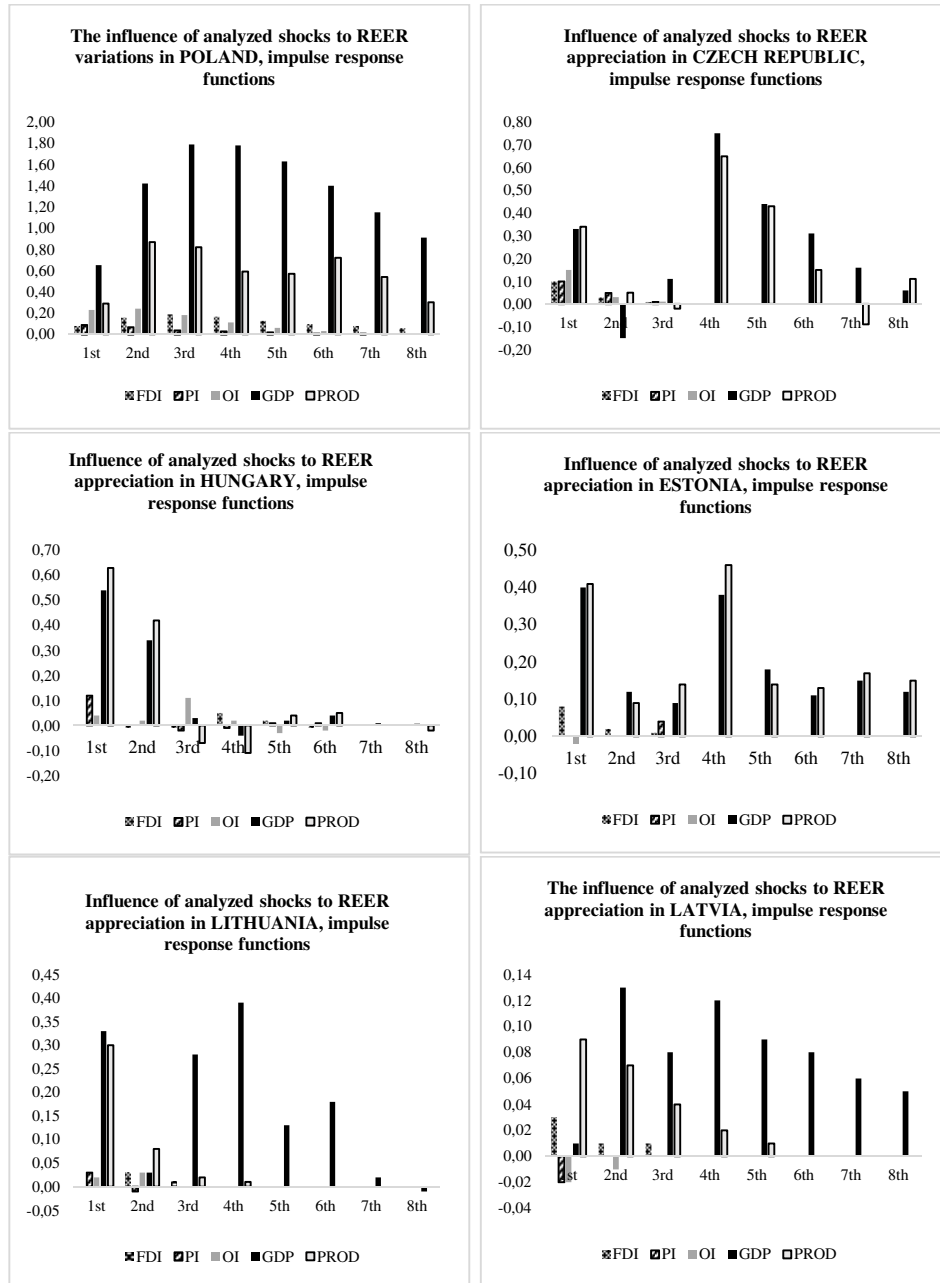 The influence of analyzed shocks to REER
variations in POLAND, impulse response
functions
2,00
1,80
1,60
1,40
1,20
1,00
0,80
0,60
0,40
0,20
0,00
1st 2nd 3rd 4th 5th 6th 7th 8th
FDI PI OI GDP PROD
Influence of analyzed shocks to REER
appreciation in CZECH REPUBLIC,
impulse response functions
0,80
0,70
0,60
0,50
0,40
0,30
0,20
0,10
0,00
-0,10
-0,20
1st 2nd 3rd 4th 5th 6th 7th 8th
FDI PI OI GDP PROD
Influence of analyzed shocks to REER
appreciation in HUNGARY, impulse
response functions
0,70
0,60
0,50
0,40
0,30
0,20
0,10
0,00
-0,10
-0,20
1st 2nd 3rd 4th 5th 6th 7th 8th
FDI PI OI GDP PROD
Influence of analyzed shocks to REER
apreciation in ESTONIA, impulse response
functions
0,50
0,40
0,30
0,20
0,10
0,00
-0,10
1st 2nd 3rd 4th 5th 6th 7th 8th
FDI PI OI GDP PROD
Influence of analyzed shocks to REER
appreciation in LITHUANIA, impulse
response functions
0,45
0,40
0,35
0,30
0,25
0,20
0,15
0,10
0,05
0,00
-0,05
1st 2nd 3rd 4th 5th 6th 7th 8th
FDI PI OI GDP PROD
The influence of analyzed shocks to REER
appreciation in LATVIA, impulse response
functions
0,14
0,12
0,10
0,08
0,06
0,04
0,02
0,00
-0,02
-0,04
1st 2nd 3rd 4th 5th 6th 7th 8th
FDI PI OI GDP PROD